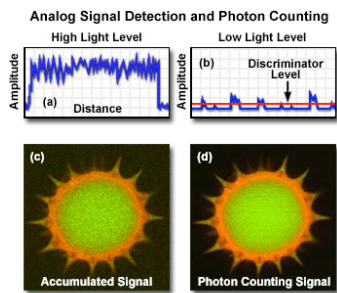 Analog Signal Detection and Photon Counting
High Light Level
Low Light Level
Amplitude
(a)
Distance
Amplitude
(b)
Discriminator
Level
(c)
Accumulated Signal
(d)
Photon Counting Signal